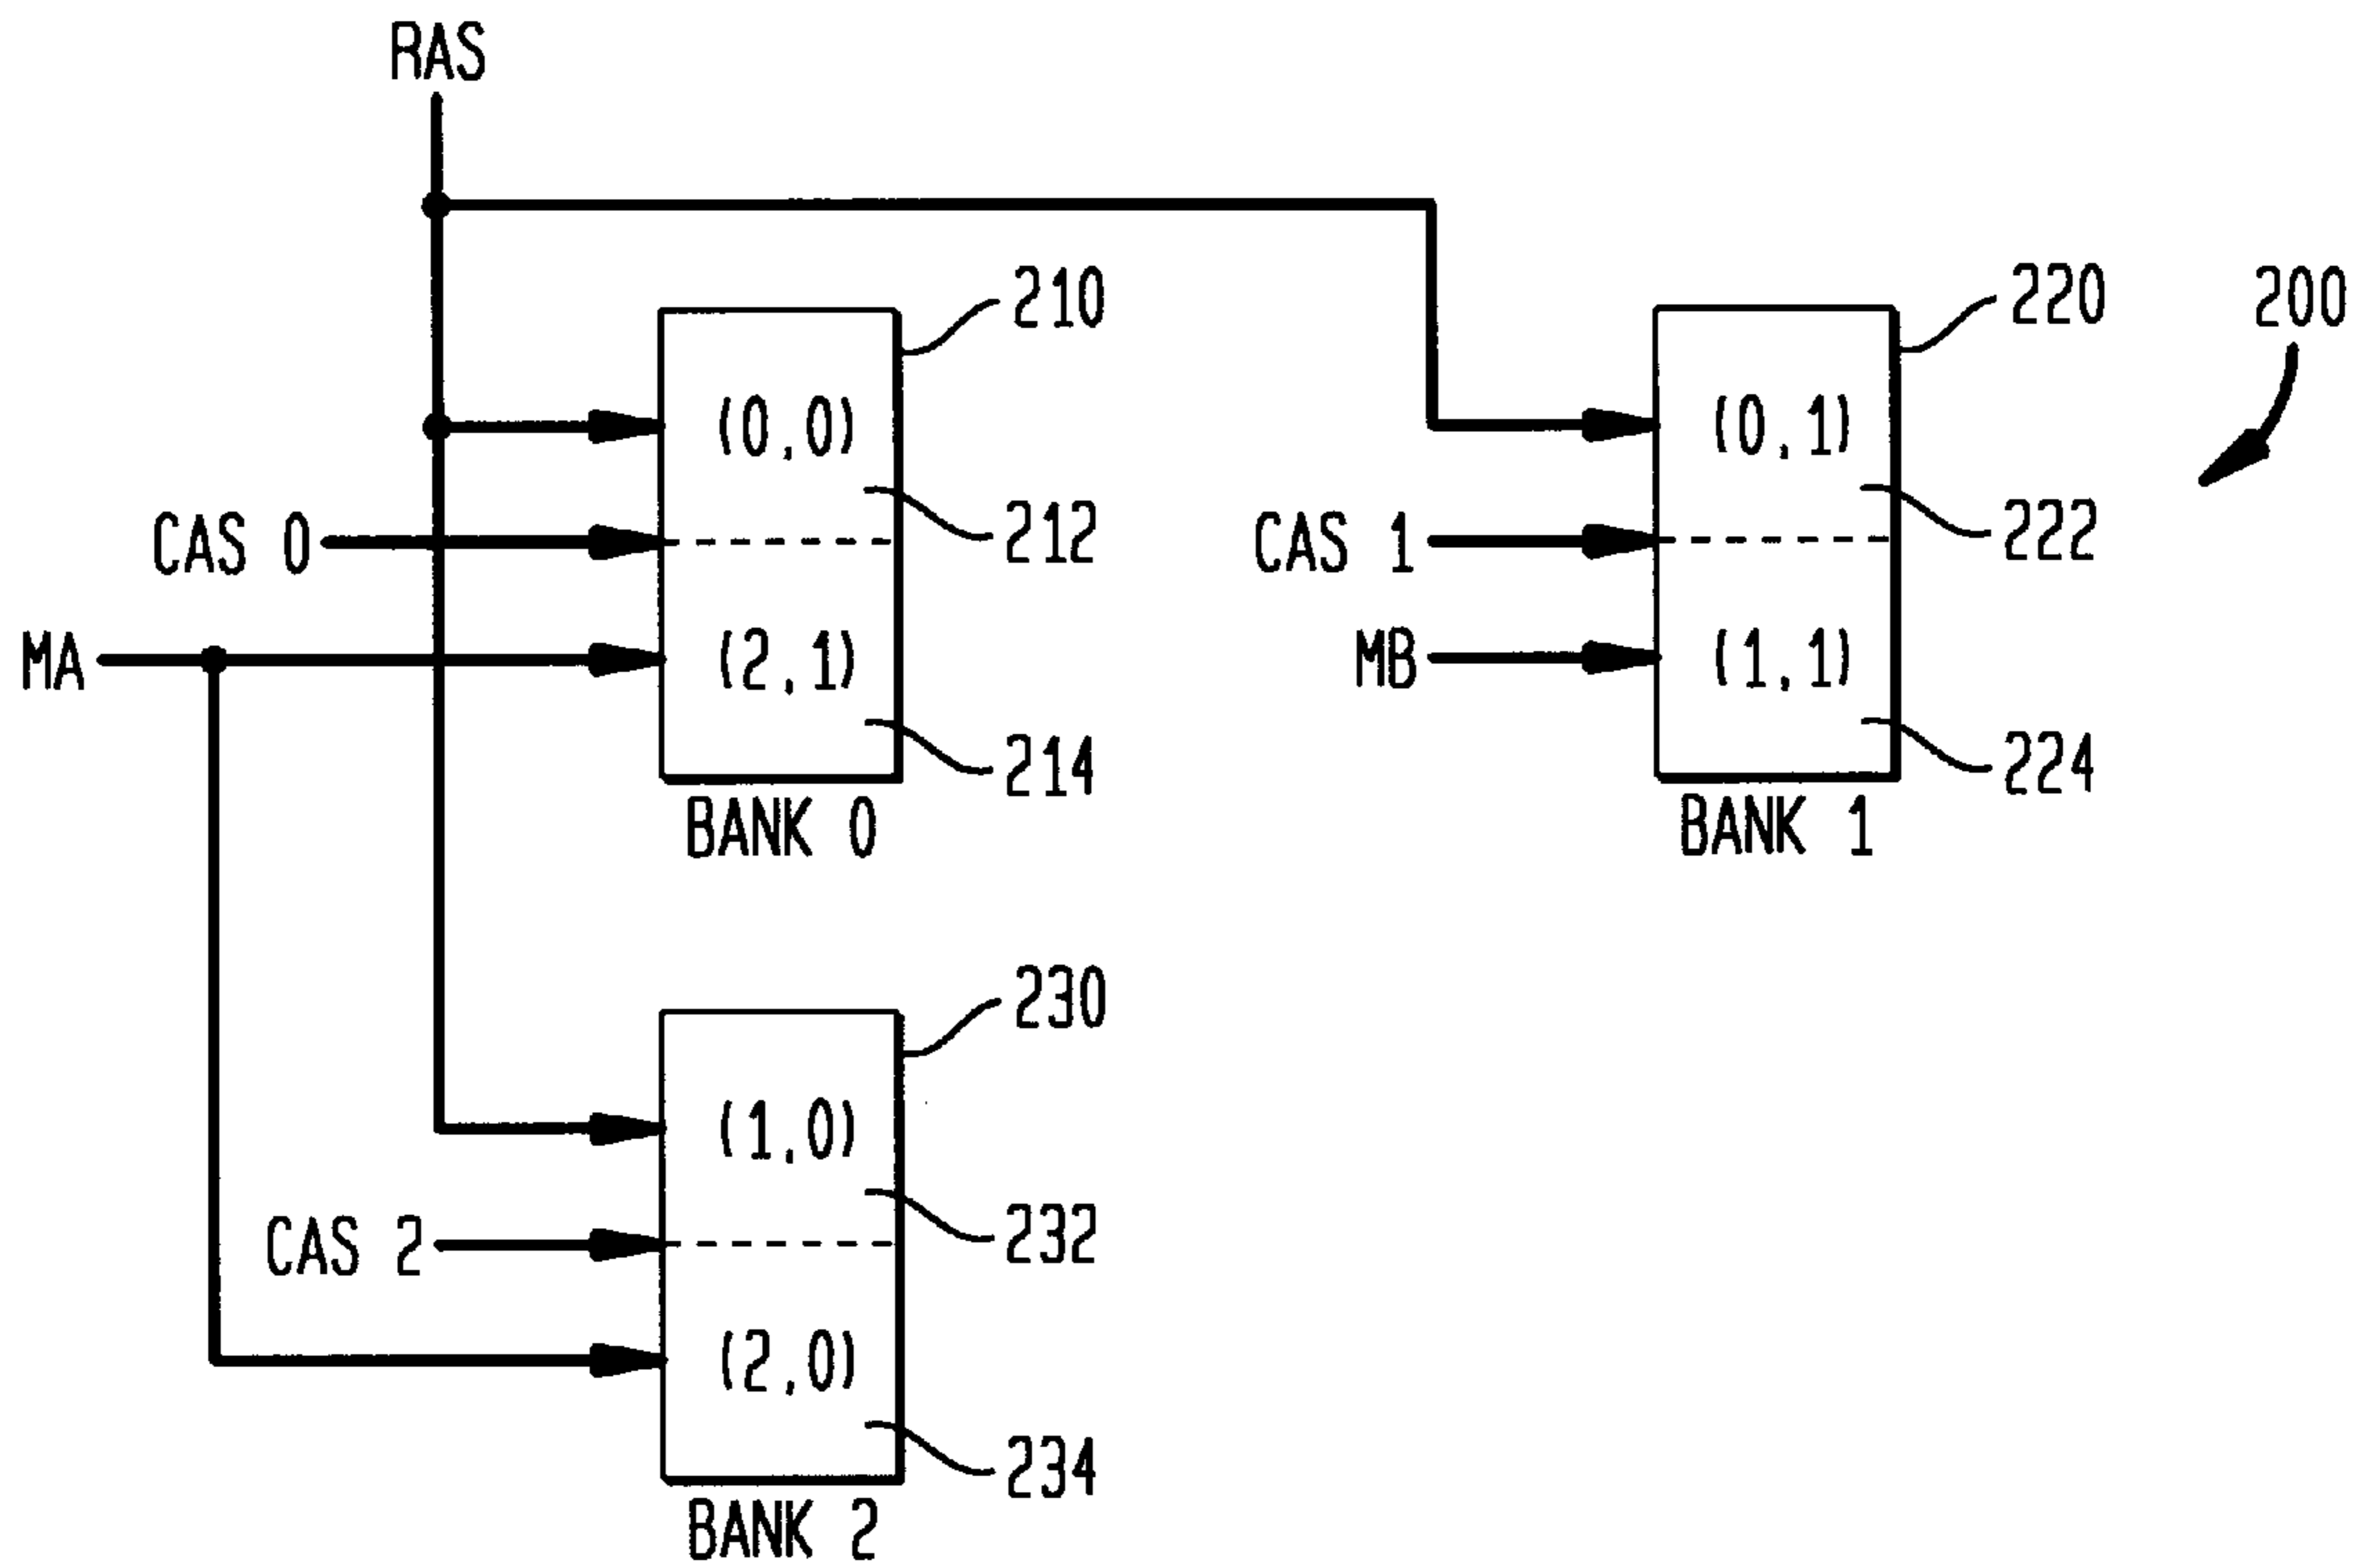 RAS
210
220
200
(0,0)
(0,1)
212
222
CAS 0
CAS 1
MA
(2,1)
MB
(1,1)
214
224
BANK 0
BANK 1
230
(1,0)
232
CAS 2
(2,0)
234
BANK 2